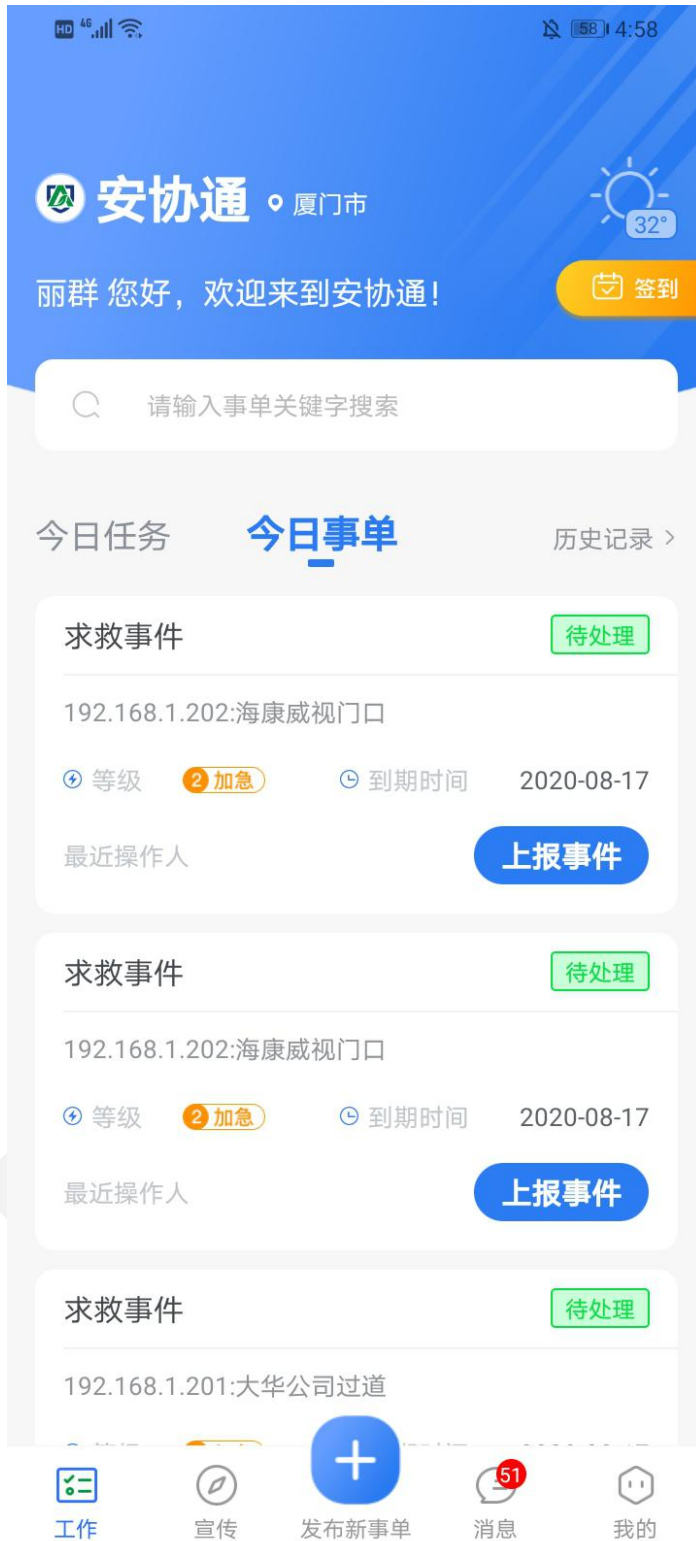 HD 4G 58 4:58
安协通 厦门市
32°
丽群 您好，欢迎来到安协通！
签到
请输入事单关键字搜索
今日任务 今日事单 历史记录
求救事件 待处理
192.168.1.202:海康威视门口
等级 2 加急 到期时间 2020-08-17
最近操作人 上报事件
求救事件 待处理
192.168.1.202:海康威视门口
等级 2 加急 到期时间 2020-08-17
最近操作人 上报事件
求救事件 待处理
192.168.1.201:大华公司过道
51
工作 宣传 发布新事单 消息 我的